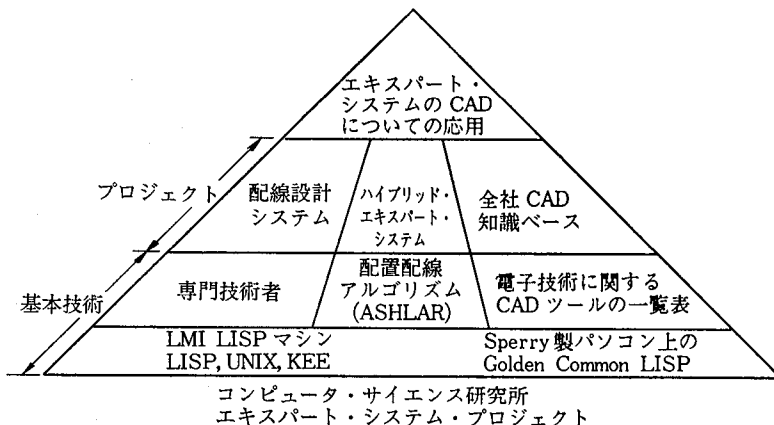 エキスパート・
システムの CAD
についての応用
プロジェクト
配線設計
システム
ハイブリッド・
エキスパート・
システム
全社 CAD
知識ベース
基本技術
専門技術者
配置配線
アルゴリズム
(ASHLAR)
電子技術に関する
CAD ツールの一覧表
LMI LISP マシン
LISP, UNIX, KEE
Sperry 製パソコン上の
Golden Common LISP
コンピュータ・サイエンス研究所
エキスパート・システム・プロジェクト